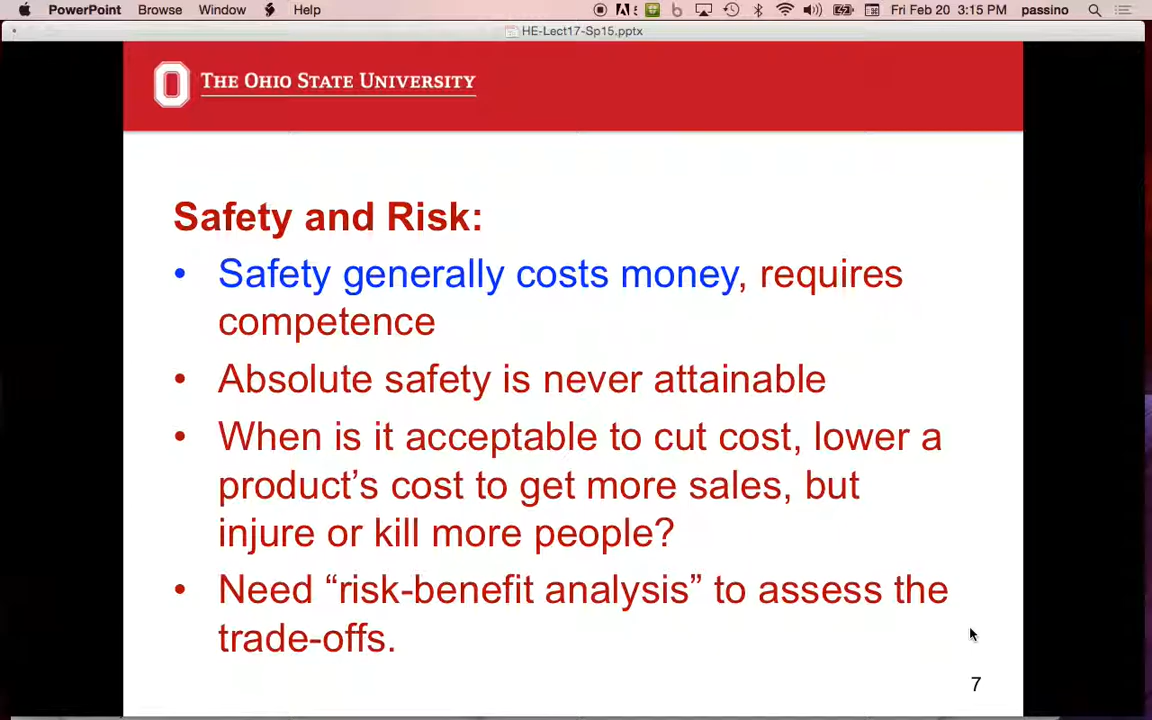 PowerPoint Browse Window Help Fri Feb 20 3:15 PM passino
HE-Lect17-Sp15.pptx
THE OHIO STATE UNIVERSITY
Safety and Risk:
• Safety generally costs money, requires
competence
• Absolute safety is never attainable
• When is it acceptable to cut cost, lower a
product's cost to get more sales, but
injure or kill more people?
• Need “risk-benefit analysis” to assess the
trade-offs.
7